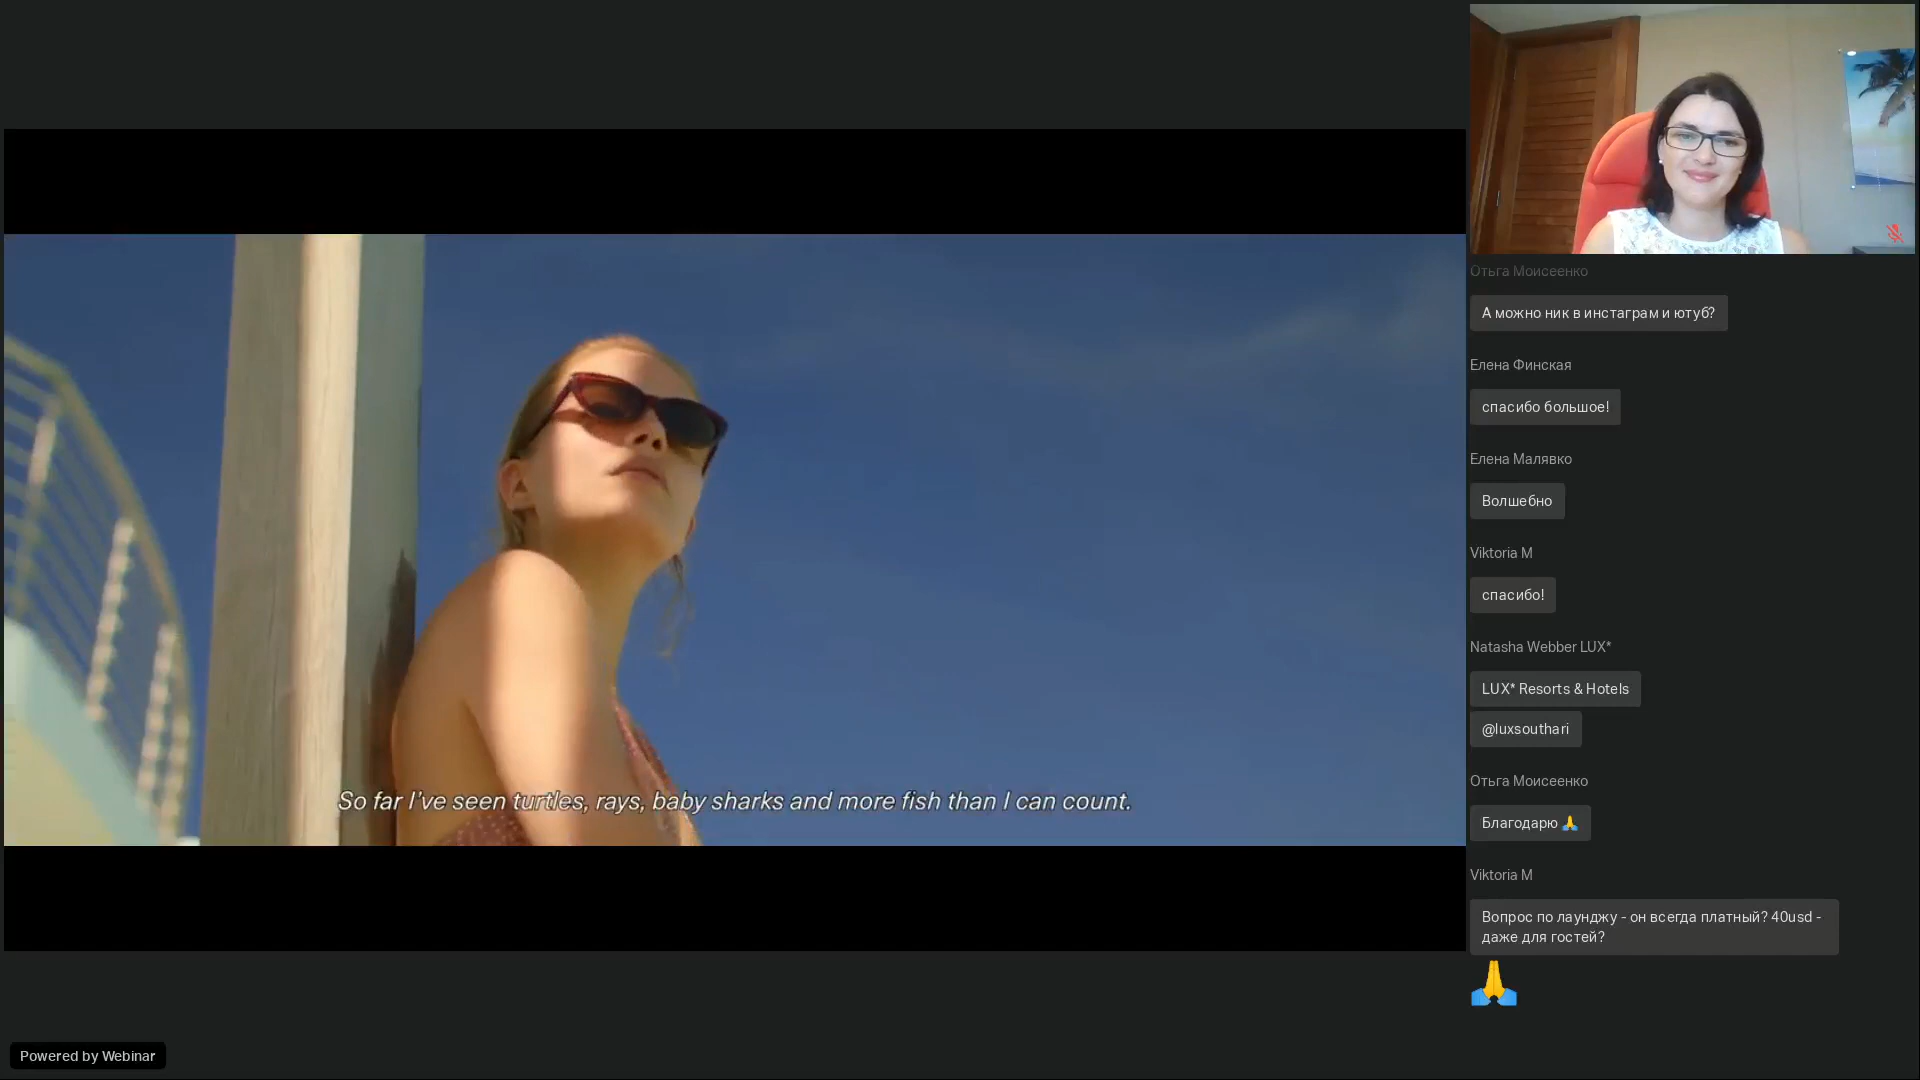 So far I've seen turtles, rays, baby sharks and more fish than I can count.
Powered by Webinar
Ольга Моисеенко
А можно ник в инстаграм и ютуб?
Елена Финская
спасибо большое!
Елена Малявко
Волшебно
Viktoria M
спасибо!
Natasha Webber LUX*
LUX* Resorts & Hotels
@luxsouthari
Ольга Моисеенко
Благодарю 🙏
Viktoria M
Вопрос по лаунджу - он всегда платный? 40usd -
даже для гостей?
🙏